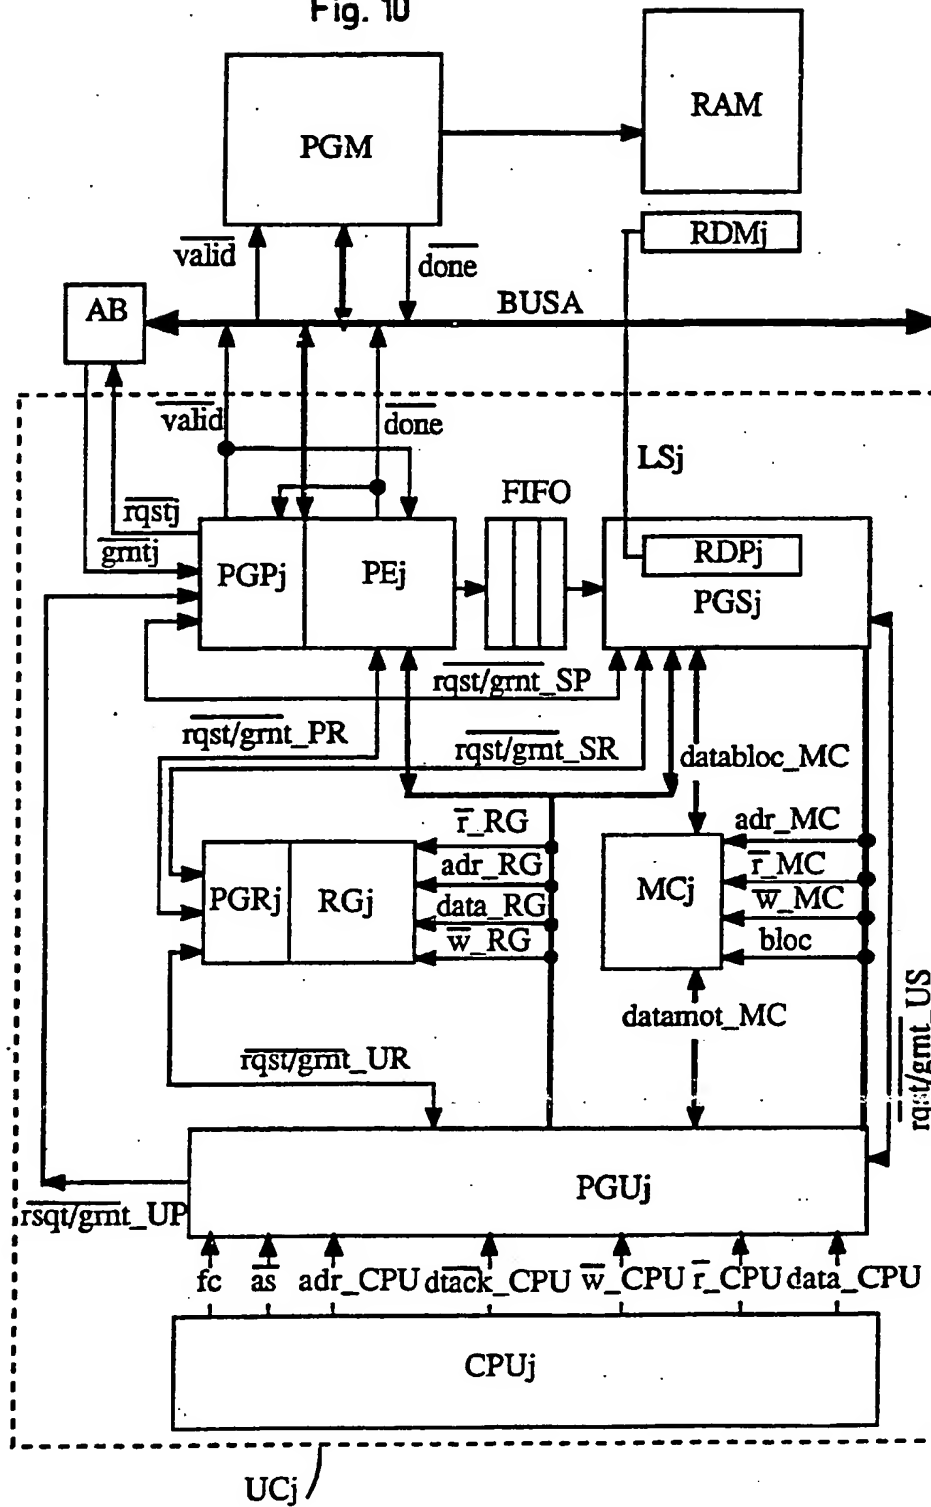 Fig. 10
PGM
RAM
RDMj
valid
done
AB
BUSA
valid
done
LSj
rqstj
grntj
FIFO
PGPj
PEj
RDPj
PGSj
rqst/grnt_SP
rqst/grnt_PR
rqst/grnt_SR
databloc_MC
r_RG
adr_RG
data_RG
w_RG
PGRj
RGj
MCj
adr_MC
r_MC
w_MC
bloc
datamot_MC
rqst/grnt_US
rqst/grnt_UR
PGUj
rsqt/grnt_UP
fc as adr_CPU dtack_CPU w_CPU r_CPU data_CPU
CPUj
UCj